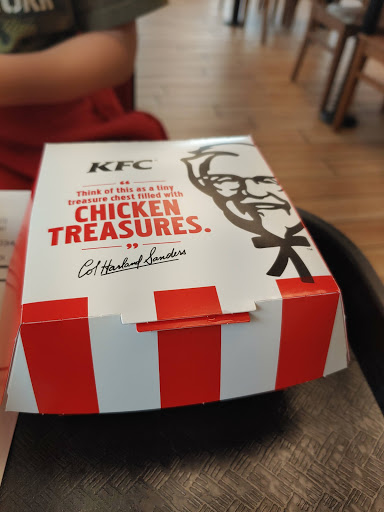 KFC
“
Think of this as a tiny
treasure chest filled with
CHICKEN
TREASURES.
”
Col Harland Sanders